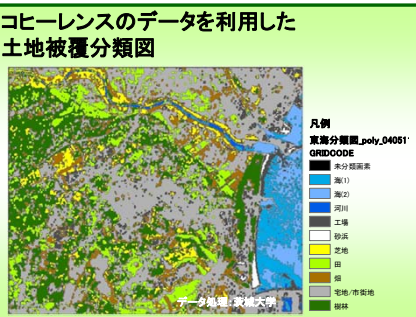 コヒーレンスのデータを利用した
土地被覆分類図
凡例
東海分類図_poly_040511
GRIDCODE
未分類画素
海(1)
海(2)
河川
工場
砂浜
芝地
田
畑
宅地/市街地
樹林
データ処理:茨城大学